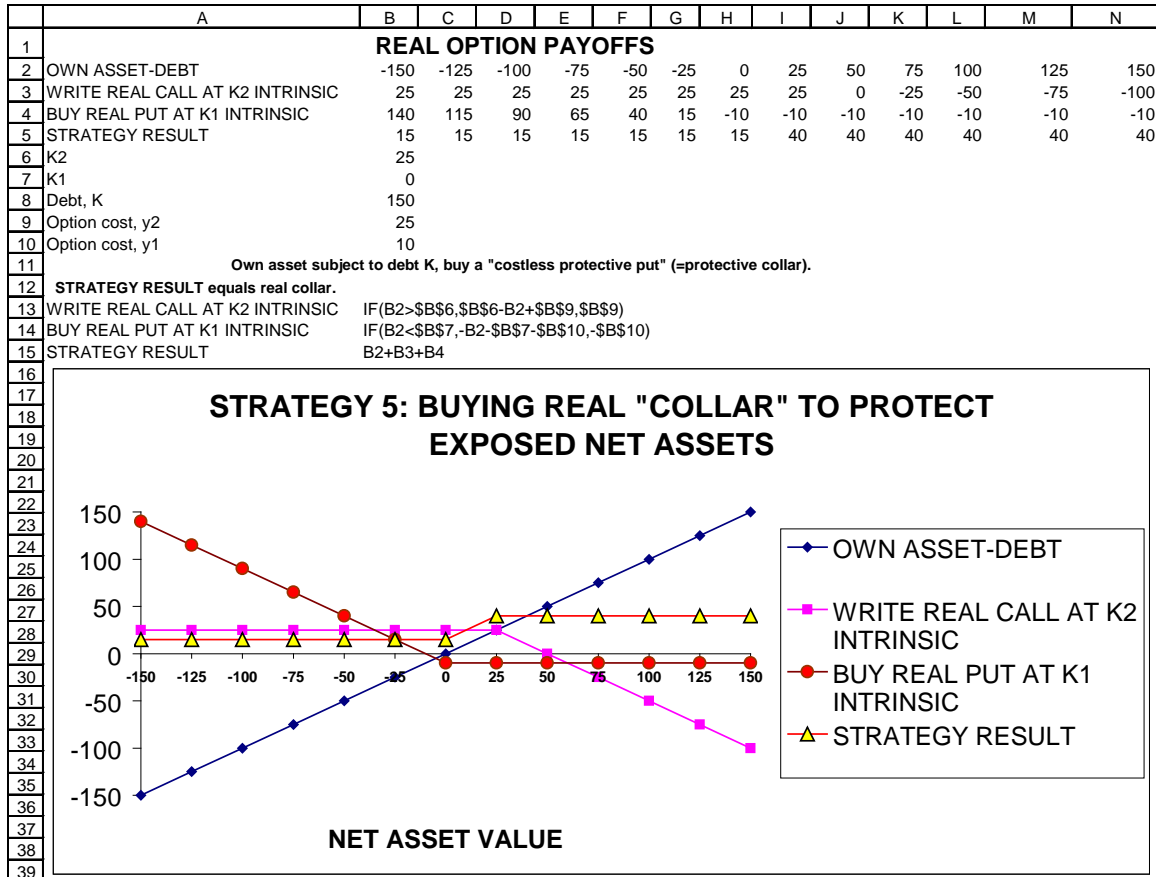 A B C D E F G H I J K L M N
1 REAL OPTION PAYOFFS
2 OWN ASSET-DEBT -150 -125 -100 -75 -50 -25 0 25 50 75 100 125 150
3 WRITE REAL CALL AT K2 INTRINSIC 25 25 25 25 25 25 25 25 0 -25 -50 -75 -100
4 BUY REAL PUT AT K1 INTRINSIC 140 115 90 65 40 15 -10 -10 -10 -10 -10 -10 -10
5 STRATEGY RESULT 15 15 15 15 15 15 15 40 40 40 40 40 40
6 K2 25
7 K1 0
8 Debt, K 150
9 Option cost, y2 25
10 Option cost, y1 10
11 Own asset subject to debt K, buy a "costless protective put" (=protective collar).
12 STRATEGY RESULT equals real collar.
13 WRITE REAL CALL AT K2 INTRINSIC IF(B2>$B$6,$B$6-B2+$B$9,$B$9)
14 BUY REAL PUT AT K1 INTRINSIC IF(B2<$B$7,-B2-$B$7-$B$10,-$B$10)
15 STRATEGY RESULT B2+B3+B4
16
17
18
19
20
21
22
23
24
25
26
27
28
29
30
31
32
33
34
35
36
37
38
39
STRATEGY 5: BUYING REAL "COLLAR" TO PROTECT
EXPOSED NET ASSETS
150
100
50
0
-50
-100
-150
-150 -125 -100 -75 -50 -25 0 25 50 75 100 125 150
NET ASSET VALUE
OWN ASSET-DEBT
WRITE REAL CALL AT K2
INTRINSIC
BUY REAL PUT AT K1
INTRINSIC
STRATEGY RESULT